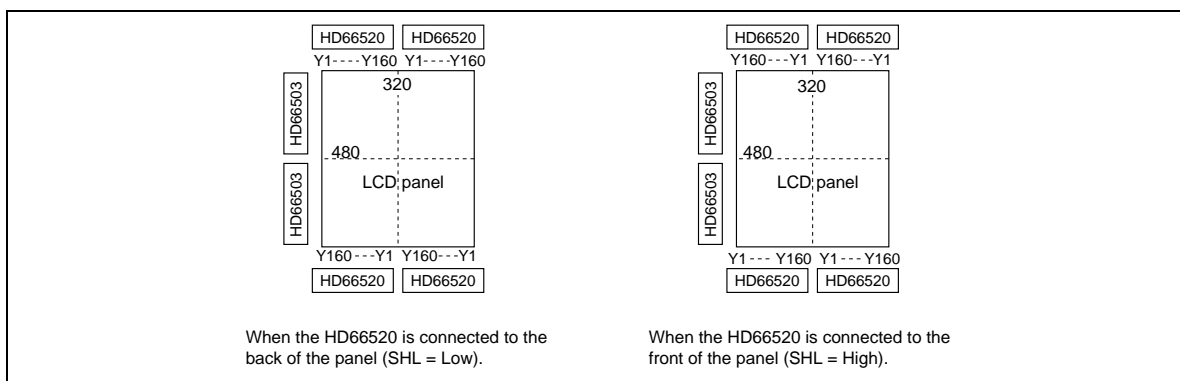 HD66520 HD66520
Y1----Y160 Y1----Y160
320
HD66503
480
LCD panel
HD66503
Y160---Y1 Y160---Y1
HD66520 HD66520
When the HD66520 is connected to the
back of the panel (SHL = Low).
HD66520 HD66520
Y160---Y1 Y160---Y1
320
HD66503
480
LCD panel
HD66503
Y1--- Y160 Y1--- Y160
HD66520 HD66520
When the HD66520 is connected to the
front of the panel (SHL = High).